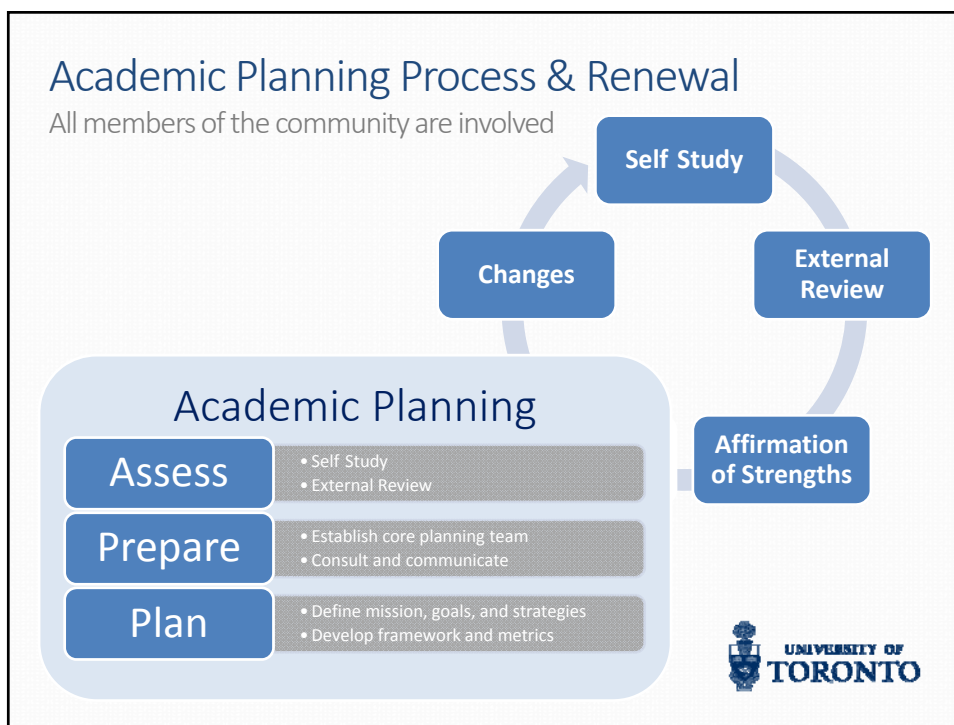 Academic Planning Process & Renewal
All members of the community are involved
Self Study
External
Review
Affirmation
of Strengths
Changes
Academic Planning
Assess
• Self Study
• External Review
Prepare
• Establish core planning team
• Consult and communicate
Plan
• Define mission, goals, and strategies
• Develop framework and metrics
UNIVERSITY OF
TORONTO